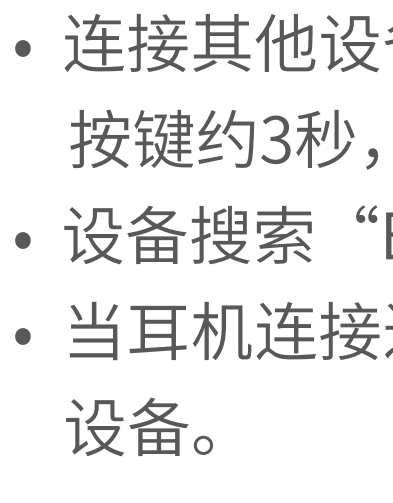 • 连接其他设
按键约3秒，
• 设备搜索“
• 当耳机连接
设备。